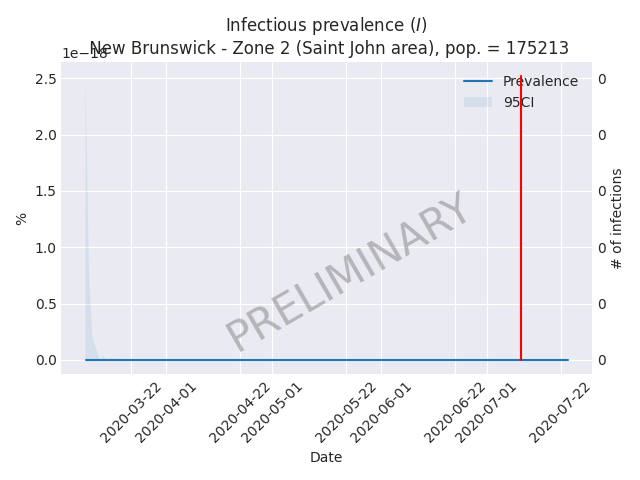 Infectious prevalence (I)
New Brunswick - Zone 2 (Saint John area), pop. = 175213
1e−18
2.5
2.0
1.5
1.0
0.5
0.0
%
Prevalence
95CI
PRELIMINARY
0
0
0
0
0
0
# of infections
2020-03-22
2020-04-01
2020-04-22
2020-05-01
2020-05-22
2020-06-01
2020-06-22
2020-07-01
2020-07-22
Date